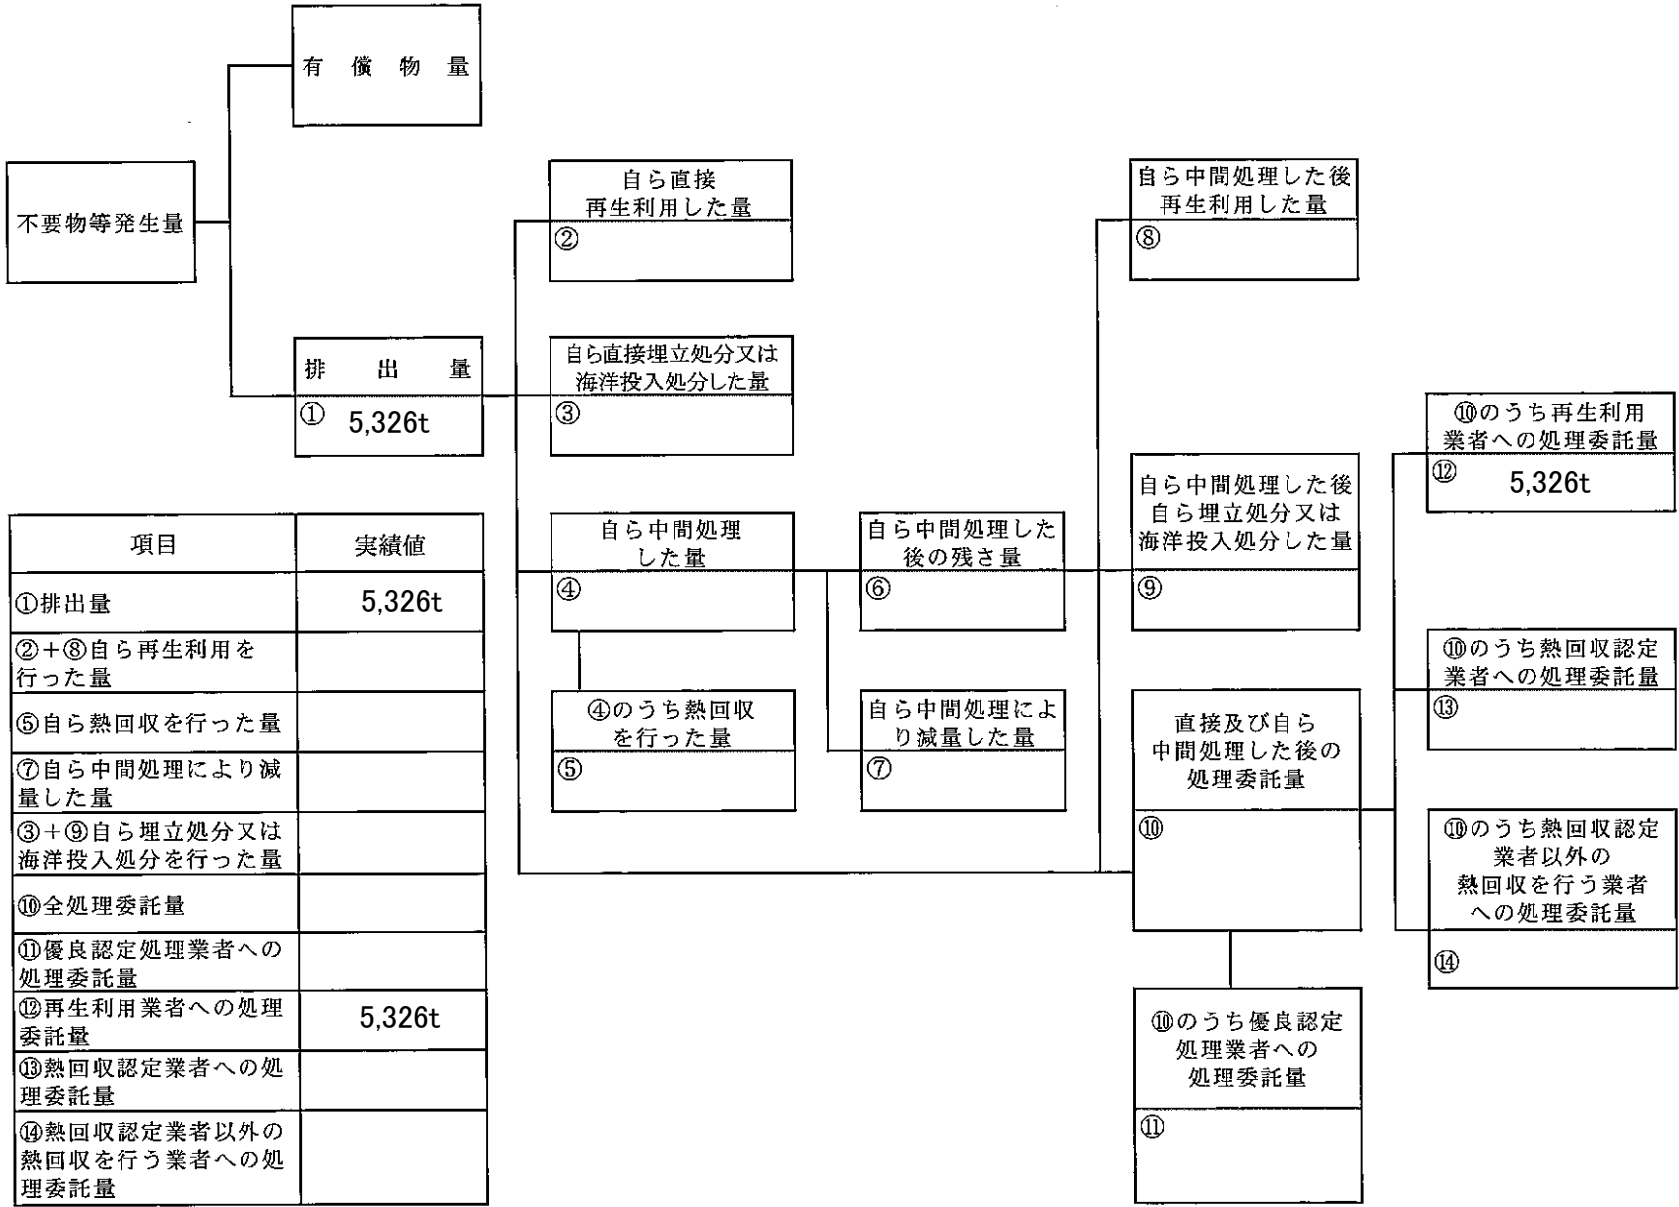 有償物量
不要物等発生量
排出量
① 5,326t
自ら直接
再生利用した量
②
自ら直接埋立処分又は
海洋投入処分した量
③
自ら中間処理
した量
④
④のうち熱回収
を行った量
⑤
自ら中間処理した
後の残さ量
⑥
自ら中間処理によ
り減量した量
⑦
自ら中間処理した後
再生利用した量
⑧
自ら中間処理した後
自ら埋立処分又は
海洋投入処分した量
⑨
直接及び自ら
中間処理した後の
処理委託量
⑩
⑩のうち優良認定
処理業者への
処理委託量
⑪
⑩のうち再生利用
業者への処理委託量
⑫ 5,326t
⑩のうち熱回収認定
業者への処理委託量
⑬
⑩のうち熱回収認定
業者以外の
熱回収を行う業者
への処理委託量
⑭
項目 実績値
①排出量 5,326t
②+⑧自ら再生利用を
行った量
⑤自ら熱回収を行った量
⑦自ら中間処理により減
量した量
③+⑨自ら埋立処分又は
海洋投入処分を行った量
⑩全処理委託量
⑪優良認定処理業者への
処理委託量
⑫再生利用業者への処理
委託量 5,326t
⑬熱回収認定業者への処
理委託量
⑭熱回収認定業者以外の
熱回収を行う業者への処
理委託量